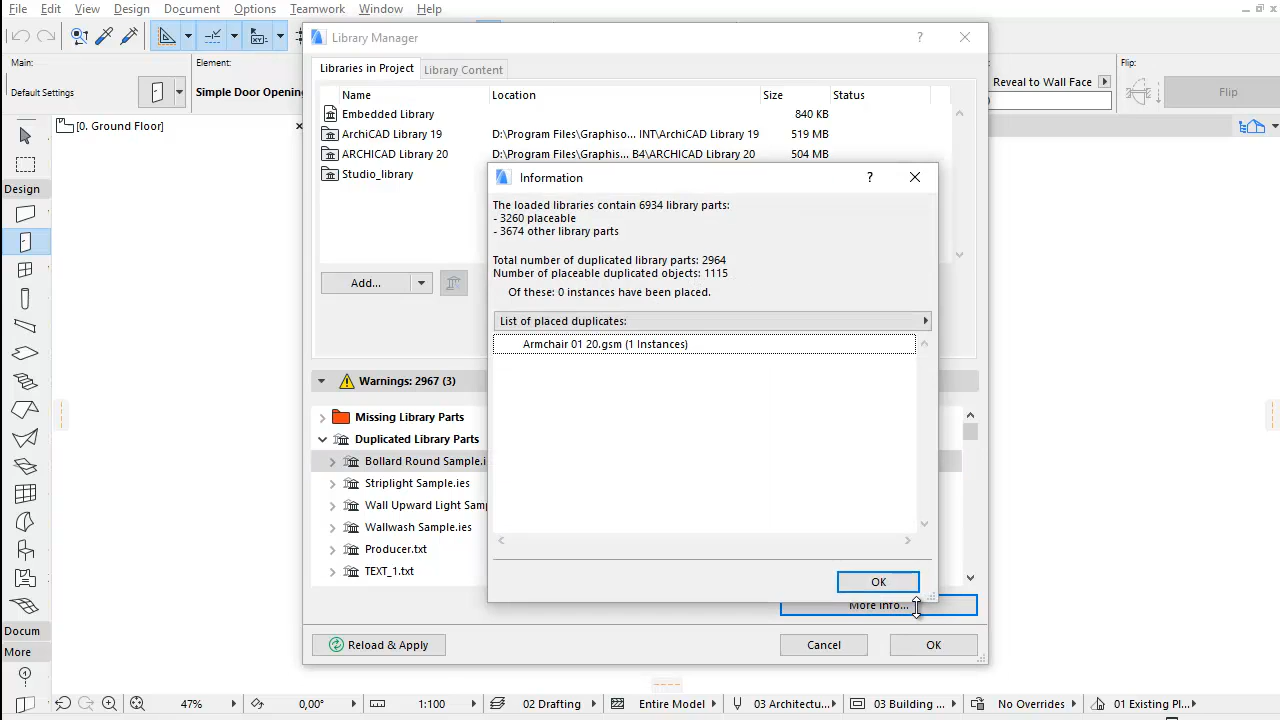 File Edit View Design Document Options Teamwork Window Help
Library Manager
Main:
Default Settings
Element:
Simple Door Opening
Flip:
Reveal to Wall Face
Flip
[0. Ground Floor]
Libraries in Project
Library Content
Name Location Size Status
Embedded Library 840 KB
ArchiCAD Library 19 D:\Program Files\Graphiso... INT\ArchiCAD Library 19 519 MB
ARCHICAD Library 20 D:\Program Files\Graphis... B4\ARCHICAD Library 20 504 MB
Studio_library
Add...
Information
The loaded libraries contain 6934 library parts:
- 3260 placeable
- 3674 other library parts
Total number of duplicated library parts: 2964
Number of placeable duplicated objects: 1115
Of these: 0 instances have been placed.
List of placed duplicates:
Armchair 01 20.gsm (1 Instances)
OK
Warnings: 2967 (3)
Missing Library Parts
Duplicated Library Parts
Bollard Round Sample.i
Striplight Sample.ies
Wall Upward Light Samp
Wallwash Sample.ies
Producer.txt
TEXT_1.txt
More Info...
Reload & Apply
Cancel
OK
Design
Docum
More
47% 0,00° 1:100 02 Drafting Entire Model 03 Architectu... 03 Building ... No Overrides 01 Existing Pl...